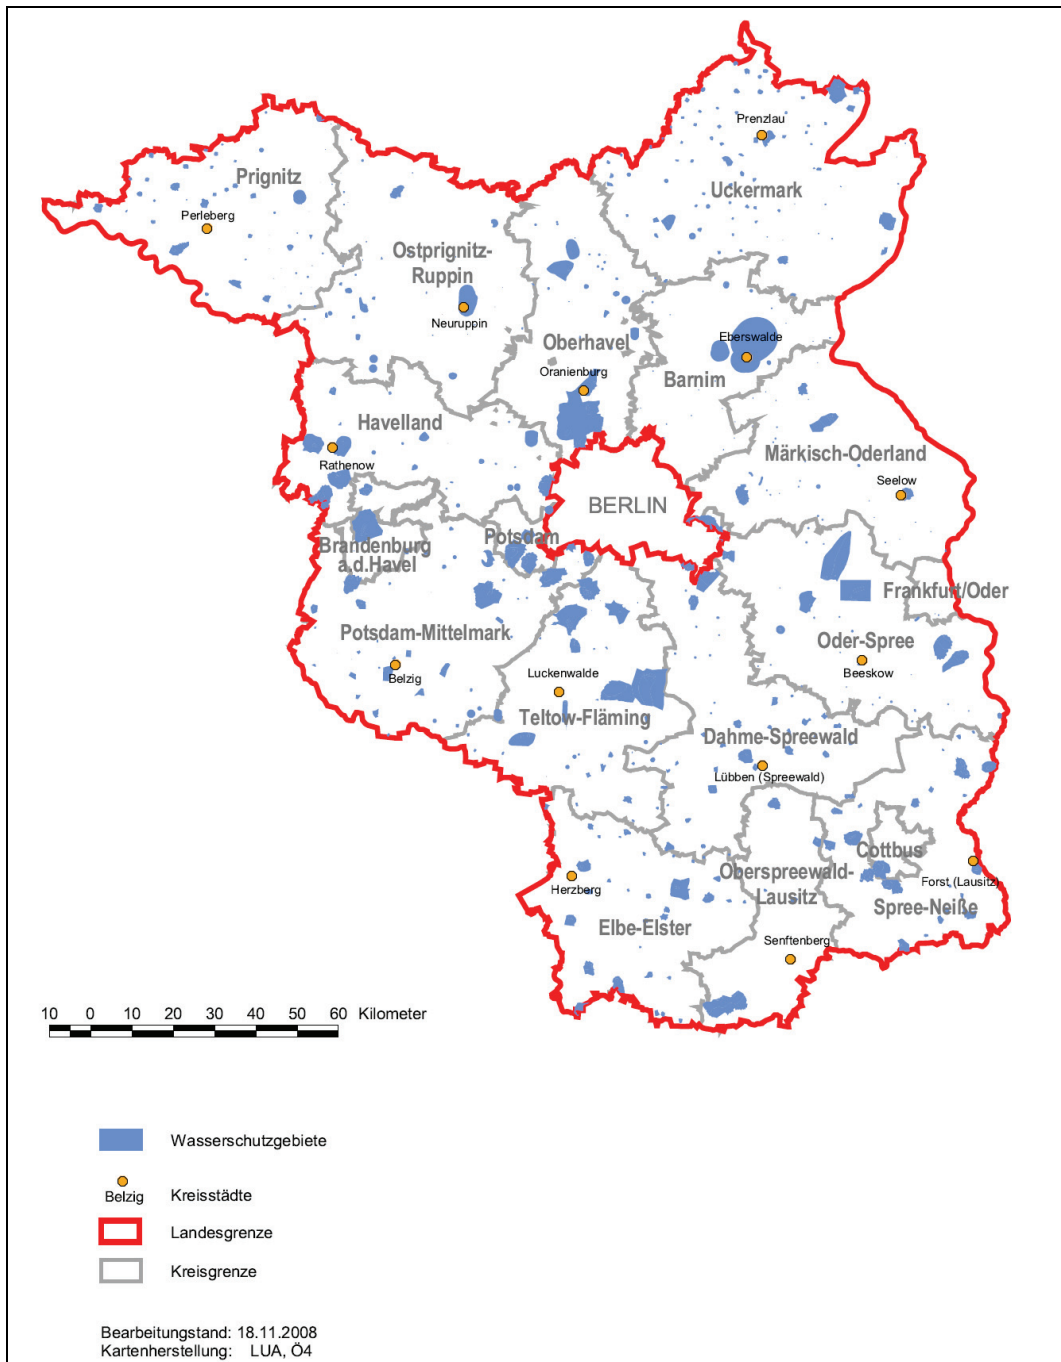 Prenzlau
Uckermark
Prignitz
Perleberg
Ostprignitz-
Ruppin
Neuruppin
Oberhavel
Oranienburg
Eberswalde
Barnim
Havelland
Rathenow
Märkisch-Oderland
Seelow
BERLIN
Potsdam
Brandenburg
a.d.Havel
Frankfurt/Oder
Potsdam-Mittelmark
Belzig
Oder-Spree
Beeskow
Luckenwalde
Teltow-Fläming
Dahme-Spreewald
Lübben (Spreewald)
Cottbus
Oberspreewald-
Lausitz
Forst (Lausitz)
Spree-Neiße
Herzberg
Elbe-Elster
Senftenberg
10 0 10 20 30 40 50 60 Kilometer
Wasserschutzgebiete
Belzig
Kreisstädte
Landesgrenze
Kreisgrenze
Bearbeitungstand: 18.11.2008
Kartenherstellung: LUA, Ö4